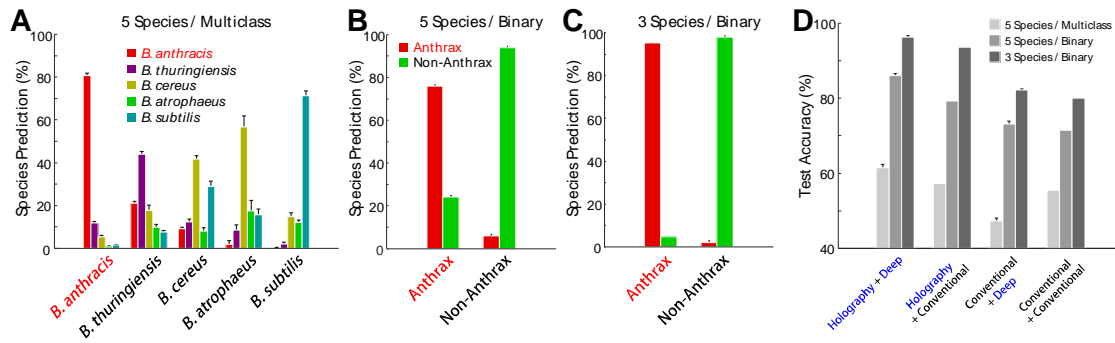 A
5 Species / Multiclass
Species Prediction (%)
100
80
60
40
20
0
B. anthracis
B. thuringiensis
B. cereus
B. atrophaeus
B. subtilis
B. anthracis
B. thuringiensis
B. cereus
B. atrophaeus
B. subtilis
B
5 Species / Binary
Species Prediction (%)
100
80
60
40
20
0
Anthrax
Non-Anthrax
Anthrax
Non-Anthrax
C
3 Species / Binary
Species Prediction (%)
100
80
60
40
20
0
Anthrax
Non-Anthrax
D
Test Accuracy (%)
100
80
60
40
5 Species / Multiclass
5 Species / Binary
3 Species / Binary
Holography + Deep
Holography
+ Conventional
Conventional
+ Deep
Conventional
+ Conventional